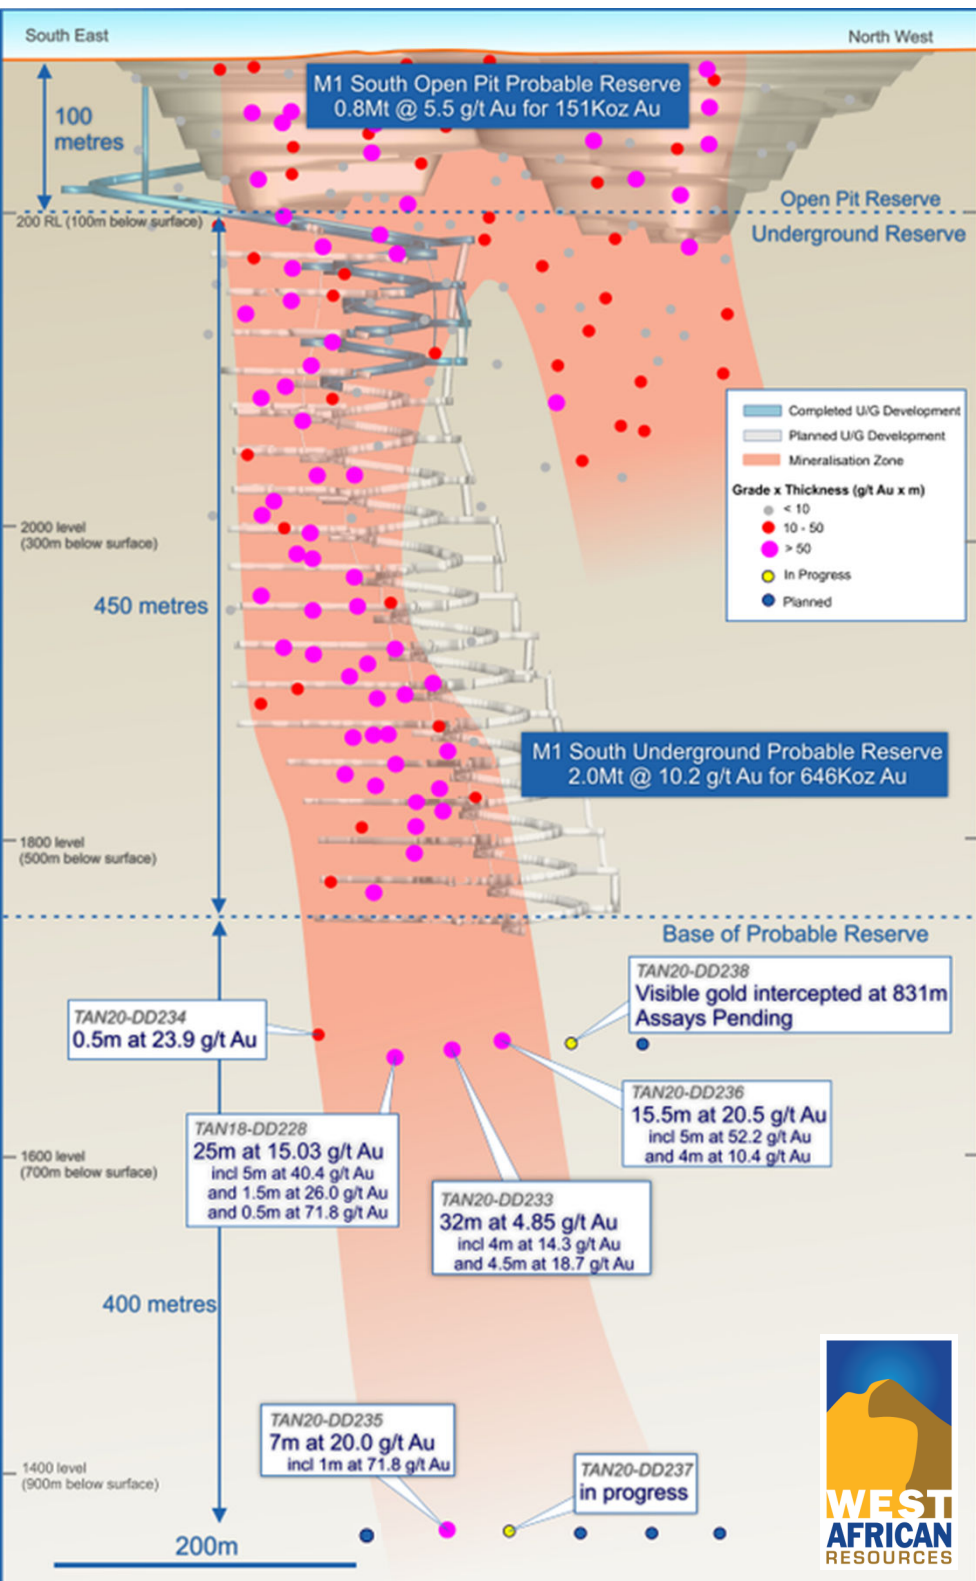 South East
North West
M1 South Open Pit Probable Reserve
0.8Mt @ 5.5 g/t Au for 151Koz Au
100
metres
Open Pit Reserve
200 RL (100m below surface)
Underground Reserve
Completed U/G Development
Planned U/G Development
Mineralisation Zone
Grade x Thickness (g/t Au x m)
< 10
10 - 50
> 50
In Progress
Planned
2000 level
(300m below surface)
450 metres
M1 South Underground Probable Reserve
2.0Mt @ 10.2 g/t Au for 646Koz Au
1800 level
(500m below surface)
Base of Probable Reserve
TAN20-DD238
Visible gold intercepted at 831m
Assays Pending
TAN20-DD234
0.5m at 23.9 g/t Au
TAN20-DD236
15.5m at 20.5 g/t Au
incl 5m at 52.2 g/t Au
and 4m at 10.4 g/t Au
TAN18-DD228
25m at 15.03 g/t Au
incl 5m at 40.4 g/t Au
and 1.5m at 26.0 g/t Au
and 0.5m at 71.8 g/t Au
1600 level
(700m below surface)
TAN20-DD233
32m at 4.85 g/t Au
incl 4m at 14.3 g/t Au
and 4.5m at 18.7 g/t Au
400 metres
TAN20-DD235
7m at 20.0 g/t Au
incl 1m at 71.8 g/t Au
TAN20-DD237
in progress
1400 level
(900m below surface)
200m
WEST
AFRICAN
RESOURCES